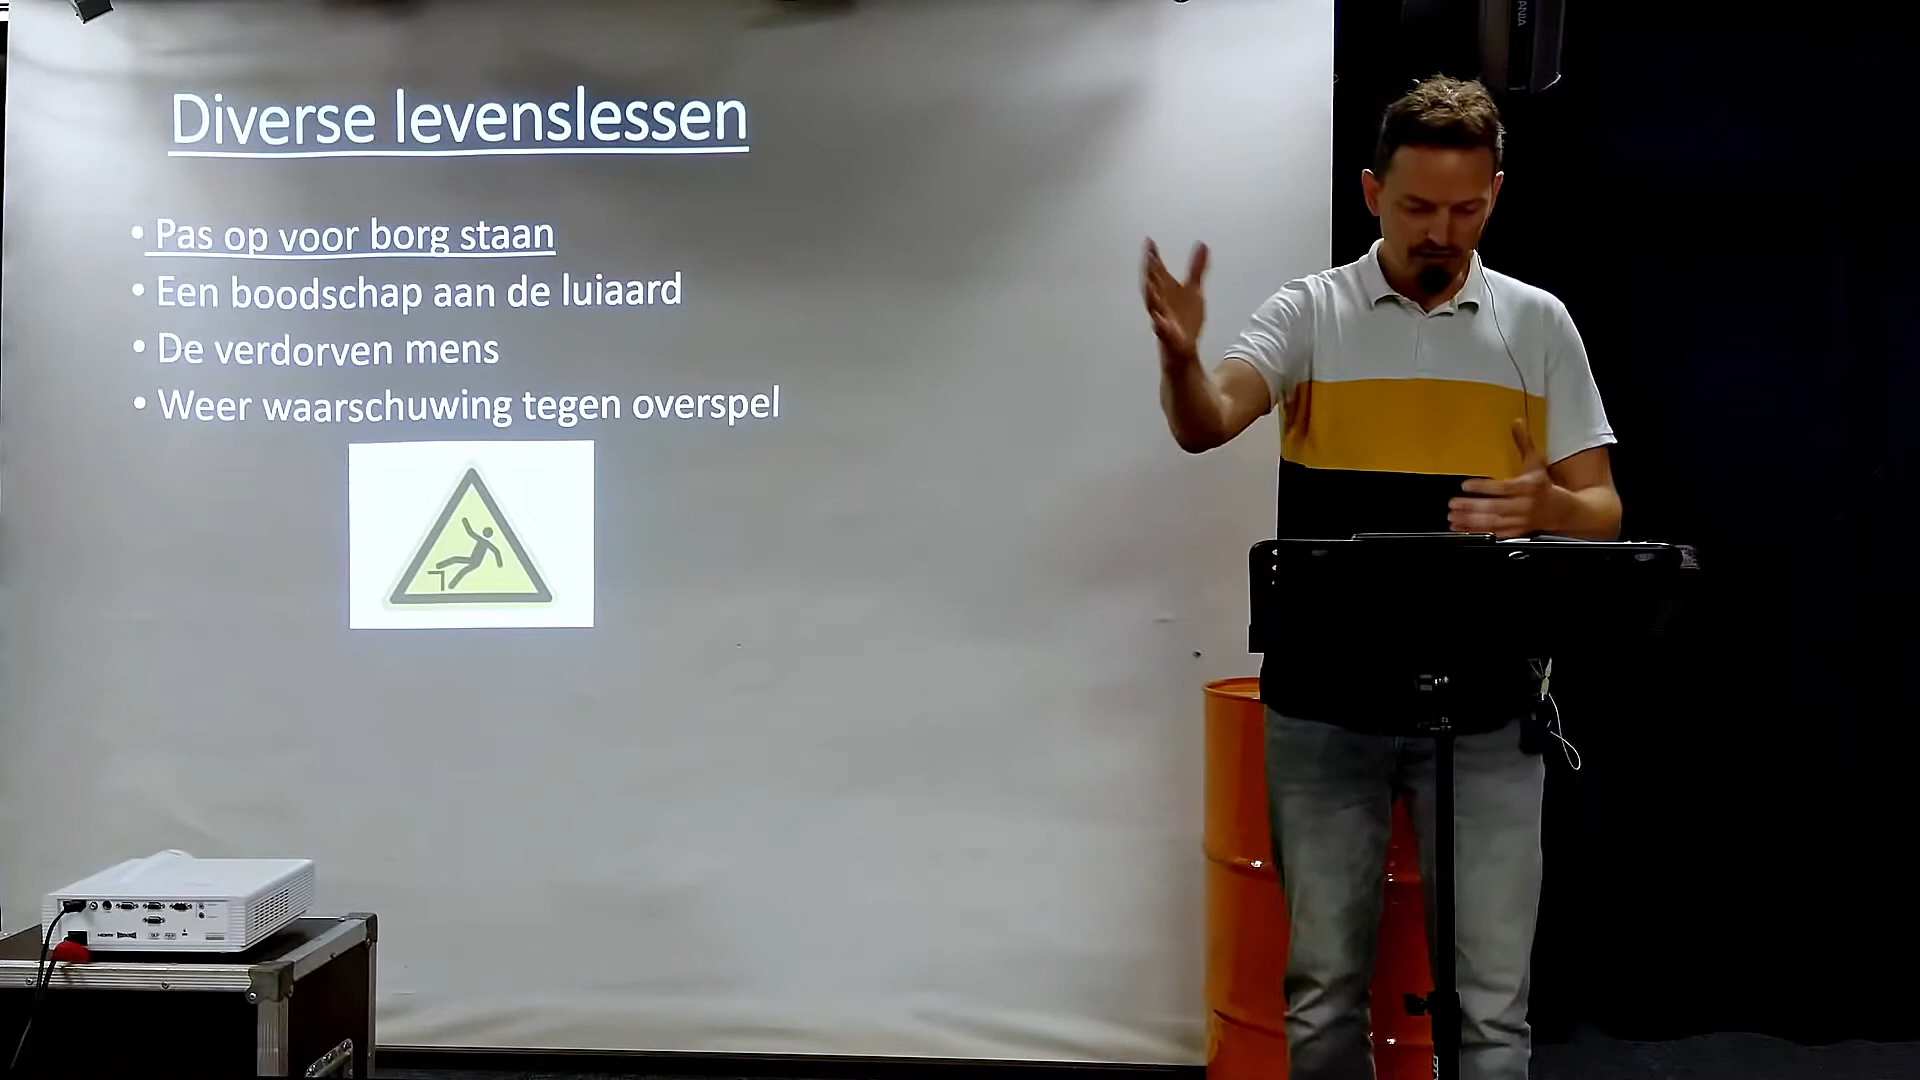 Diverse levenslessen
• Pas op voor borg staan
• Een boodschap aan de luiaard
• De verdorven mens
• Weer waarschuwing tegen overspel